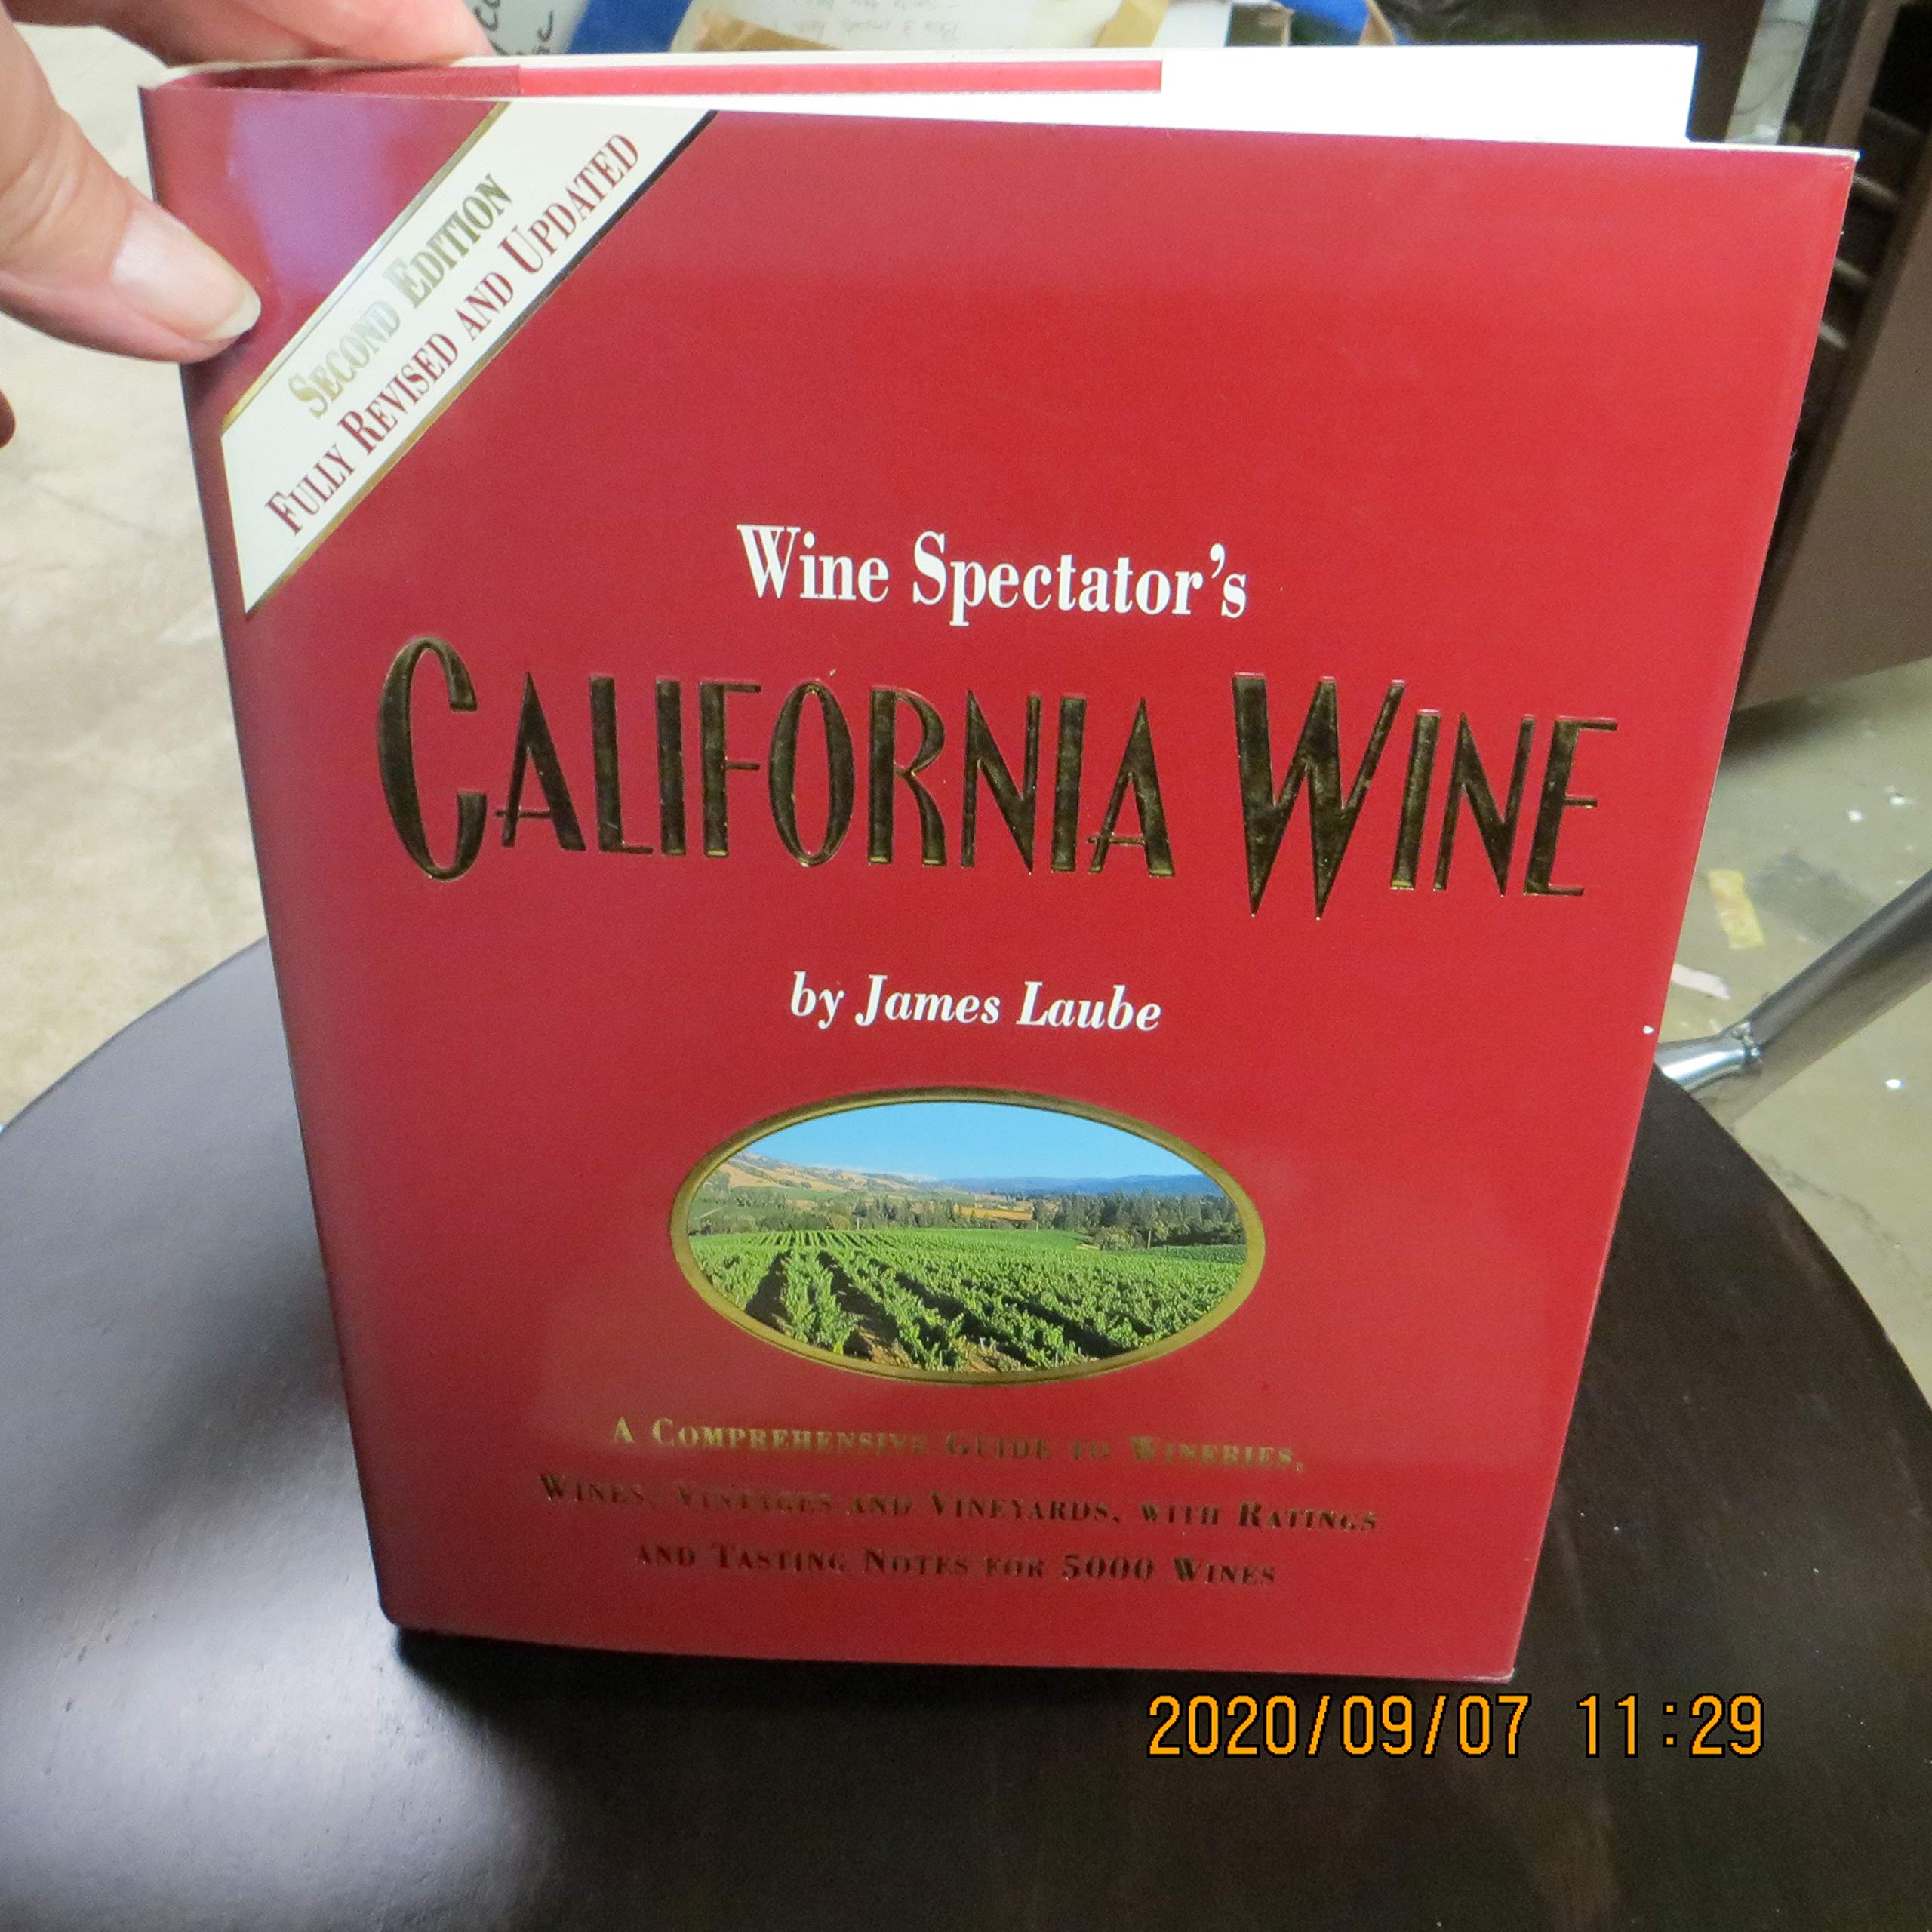 SECOND EDITION
FULLY REVISED AND UPDATED
Wine Spectator's
CALIFORNIA WINE
by James Laube
A COMPREHENSIVE GUIDE TO WINERIES,
WINES, VINTAGES AND VINEYARDS, WITH RATINGS
AND TASTING NOTES FOR 5000 WINES
2020/09/07 11:29